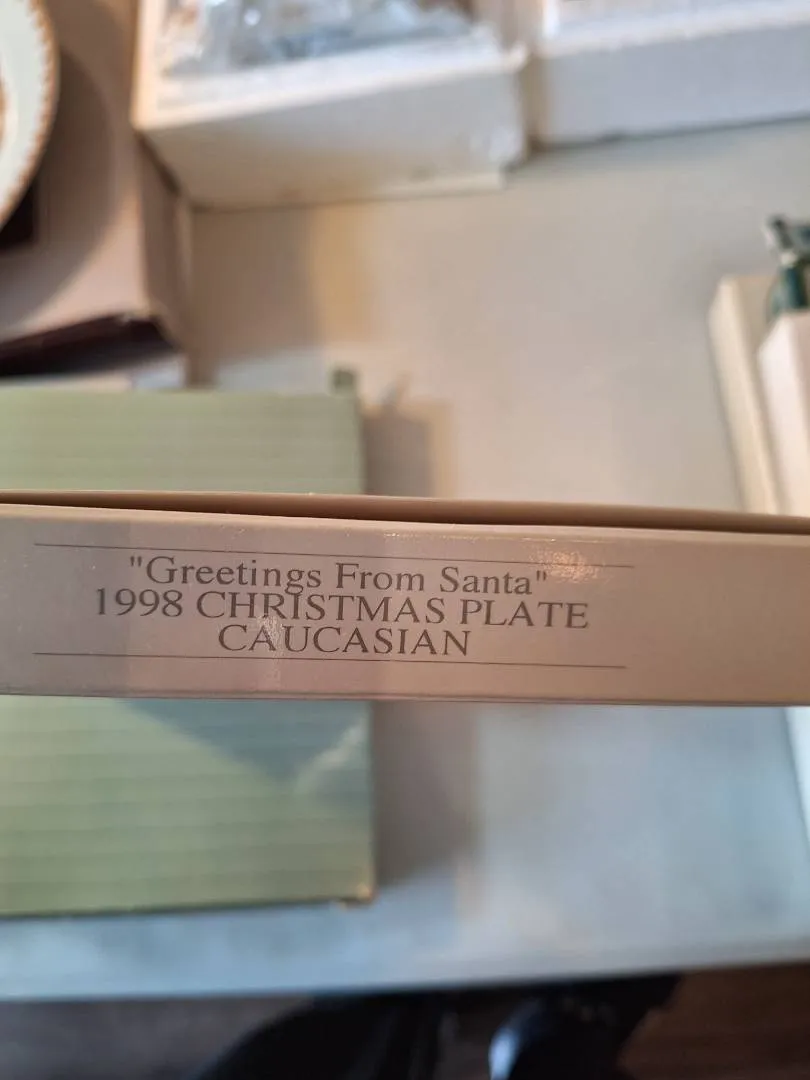 "Greetings From Santa"
1998 CHRISTMAS PLATE
CAUCASIAN